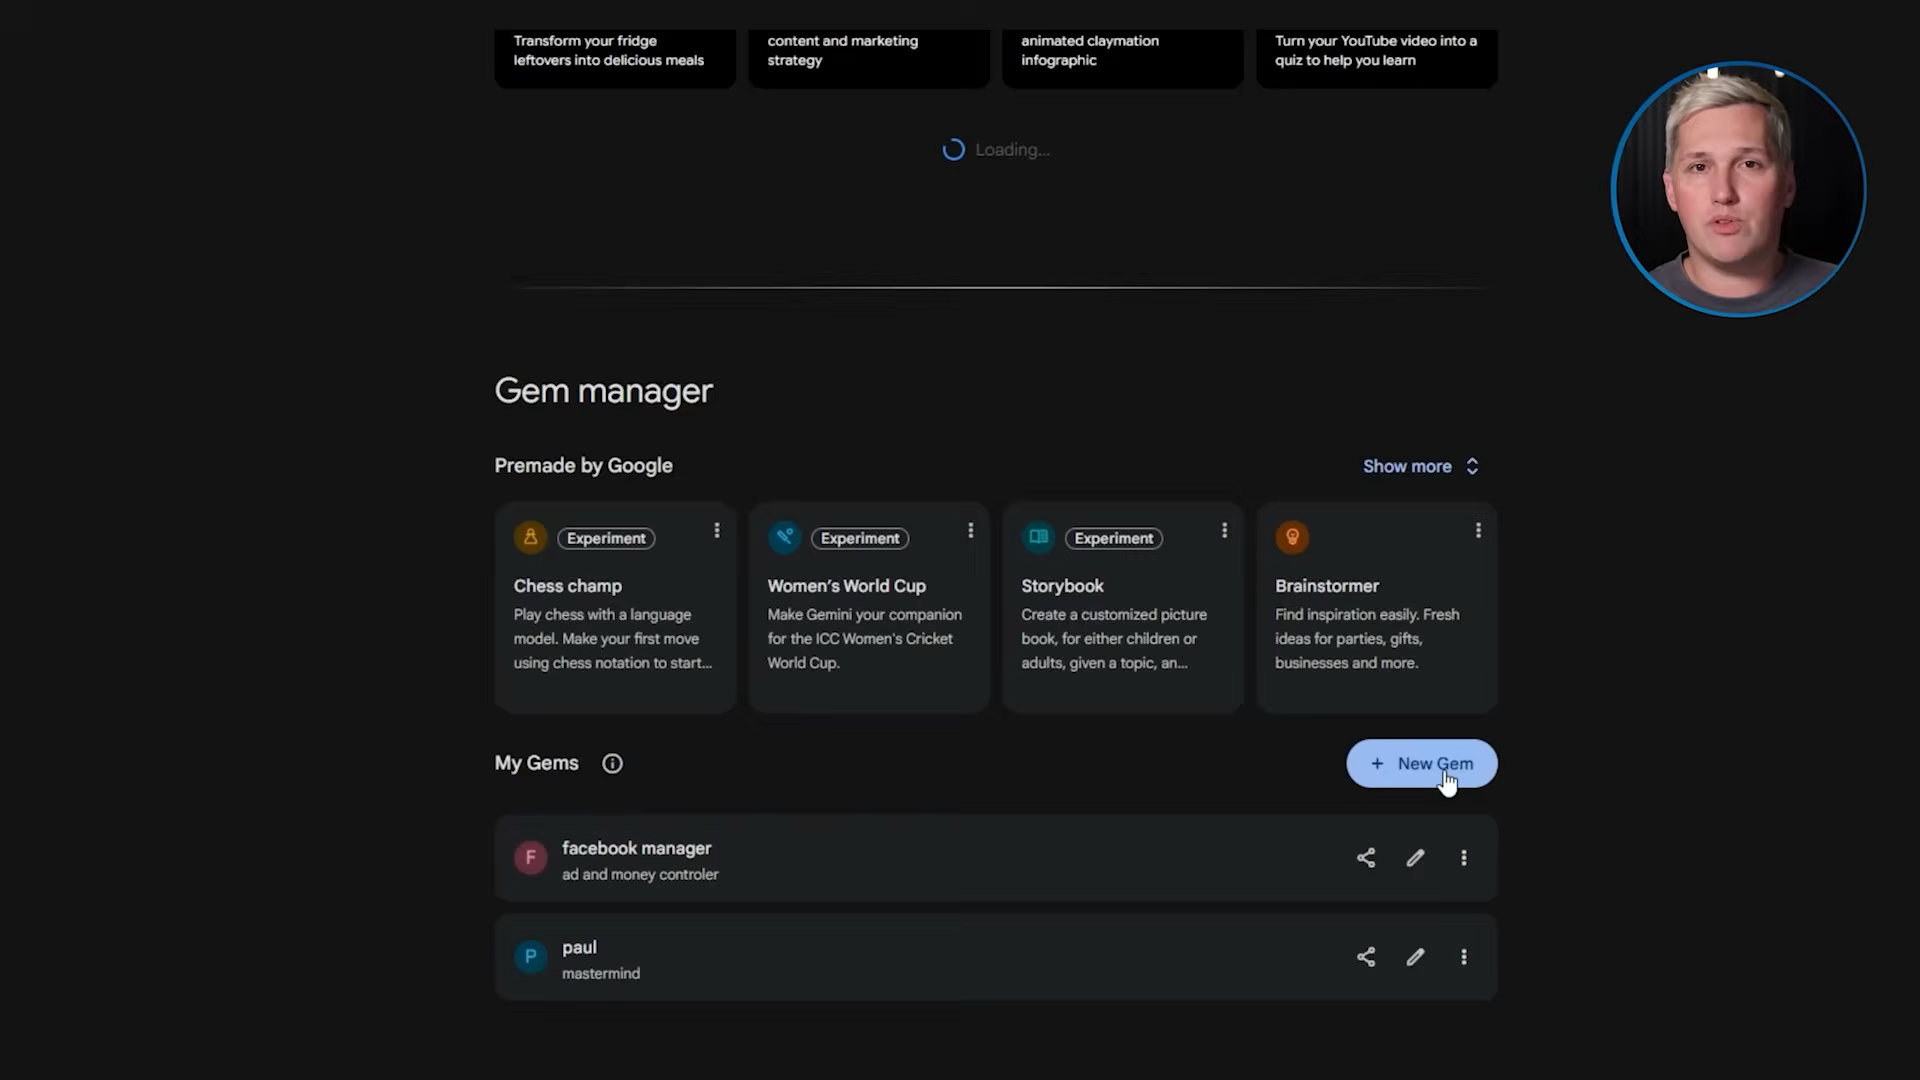 Transform your fridge
leftovers into delicious meals
content and marketing
strategy
animated claymation
infographic
Turn your YouTube video into a
quiz to help you learn
Loading...
Gem manager
Premade by Google
Show more
Experiment
Chess champ
Play chess with a language
model. Make your first move
using chess notation to start...
Experiment
Women's World Cup
Make Gemini your companion
for the ICC Women's Cricket
World Cup.
Experiment
Storybook
Create a customized picture
book, for either children or
adults, given a topic, an...
Brainstormer
Find inspiration easily. Fresh
ideas for parties, gifts,
businesses and more.
My Gems
+ New Gem
F
facebook manager
ad and money controler
P
paul
mastermind